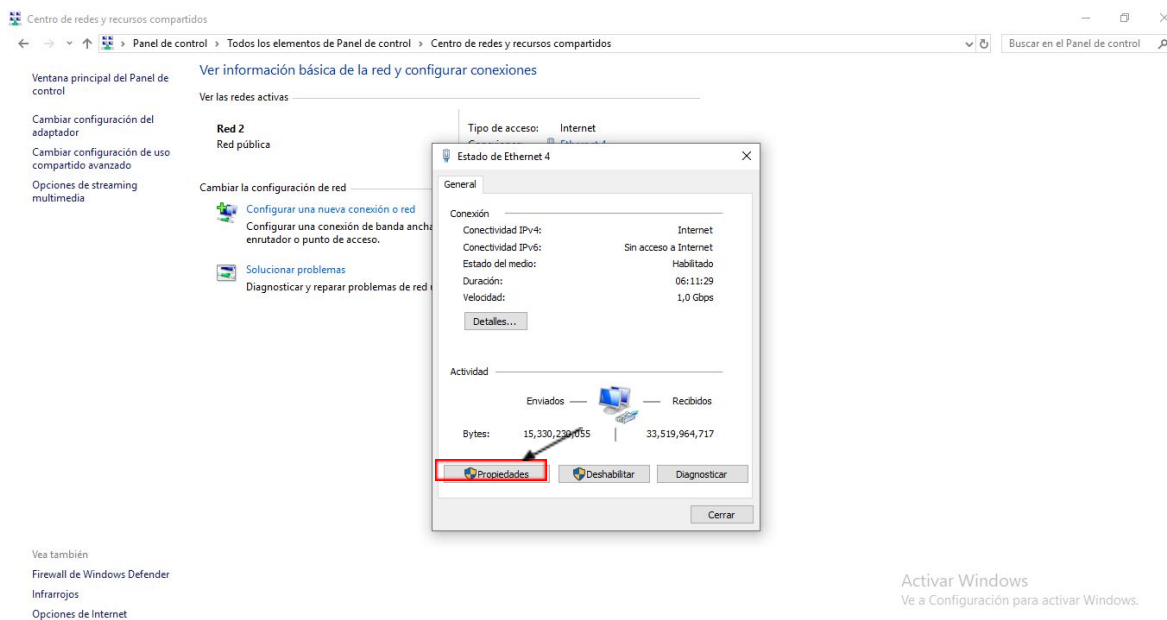 Centro de redes y recursos compartidos
Panel de control > Todos los elementos de Panel de control > Centro de redes y recursos compartidos
Buscar en el Panel de control
Ventana principal del Panel de
control
Cambiar configuración del
adaptador
Cambiar configuración de uso
compartido avanzado
Opciones de streaming
multimedia
Ver información básica de la red y configurar conexiones
Ver las redes activas
Red 2
Red pública
Tipo de acceso: Internet
Conexiones: Ethernet 4
Cambiar la configuración de red
Configurar una nueva conexión o red
Configurar una conexión de banda ancha
enrutador o punto de acceso.
Solucionar problemas
Diagnosticar y reparar problemas de red
Estado de Ethernet 4
General
Conexión
Conectividad IPv4: Internet
Conectividad IPv6: Sin acceso a Internet
Estado del medio: Habilitado
Duración: 06:11:29
Velocidad: 1,0 Gbps
Detalles...
Actividad
Enviados — — Recibidos
Bytes: 15,330,230,055 | 33,519,964,717
Propiedades
Deshabilitar
Diagnosticar
Cerrar
Vea también
Firewall de Windows Defender
Infrarrojos
Opciones de Internet
Activar Windows
Ve a Configuración para activar Windows.